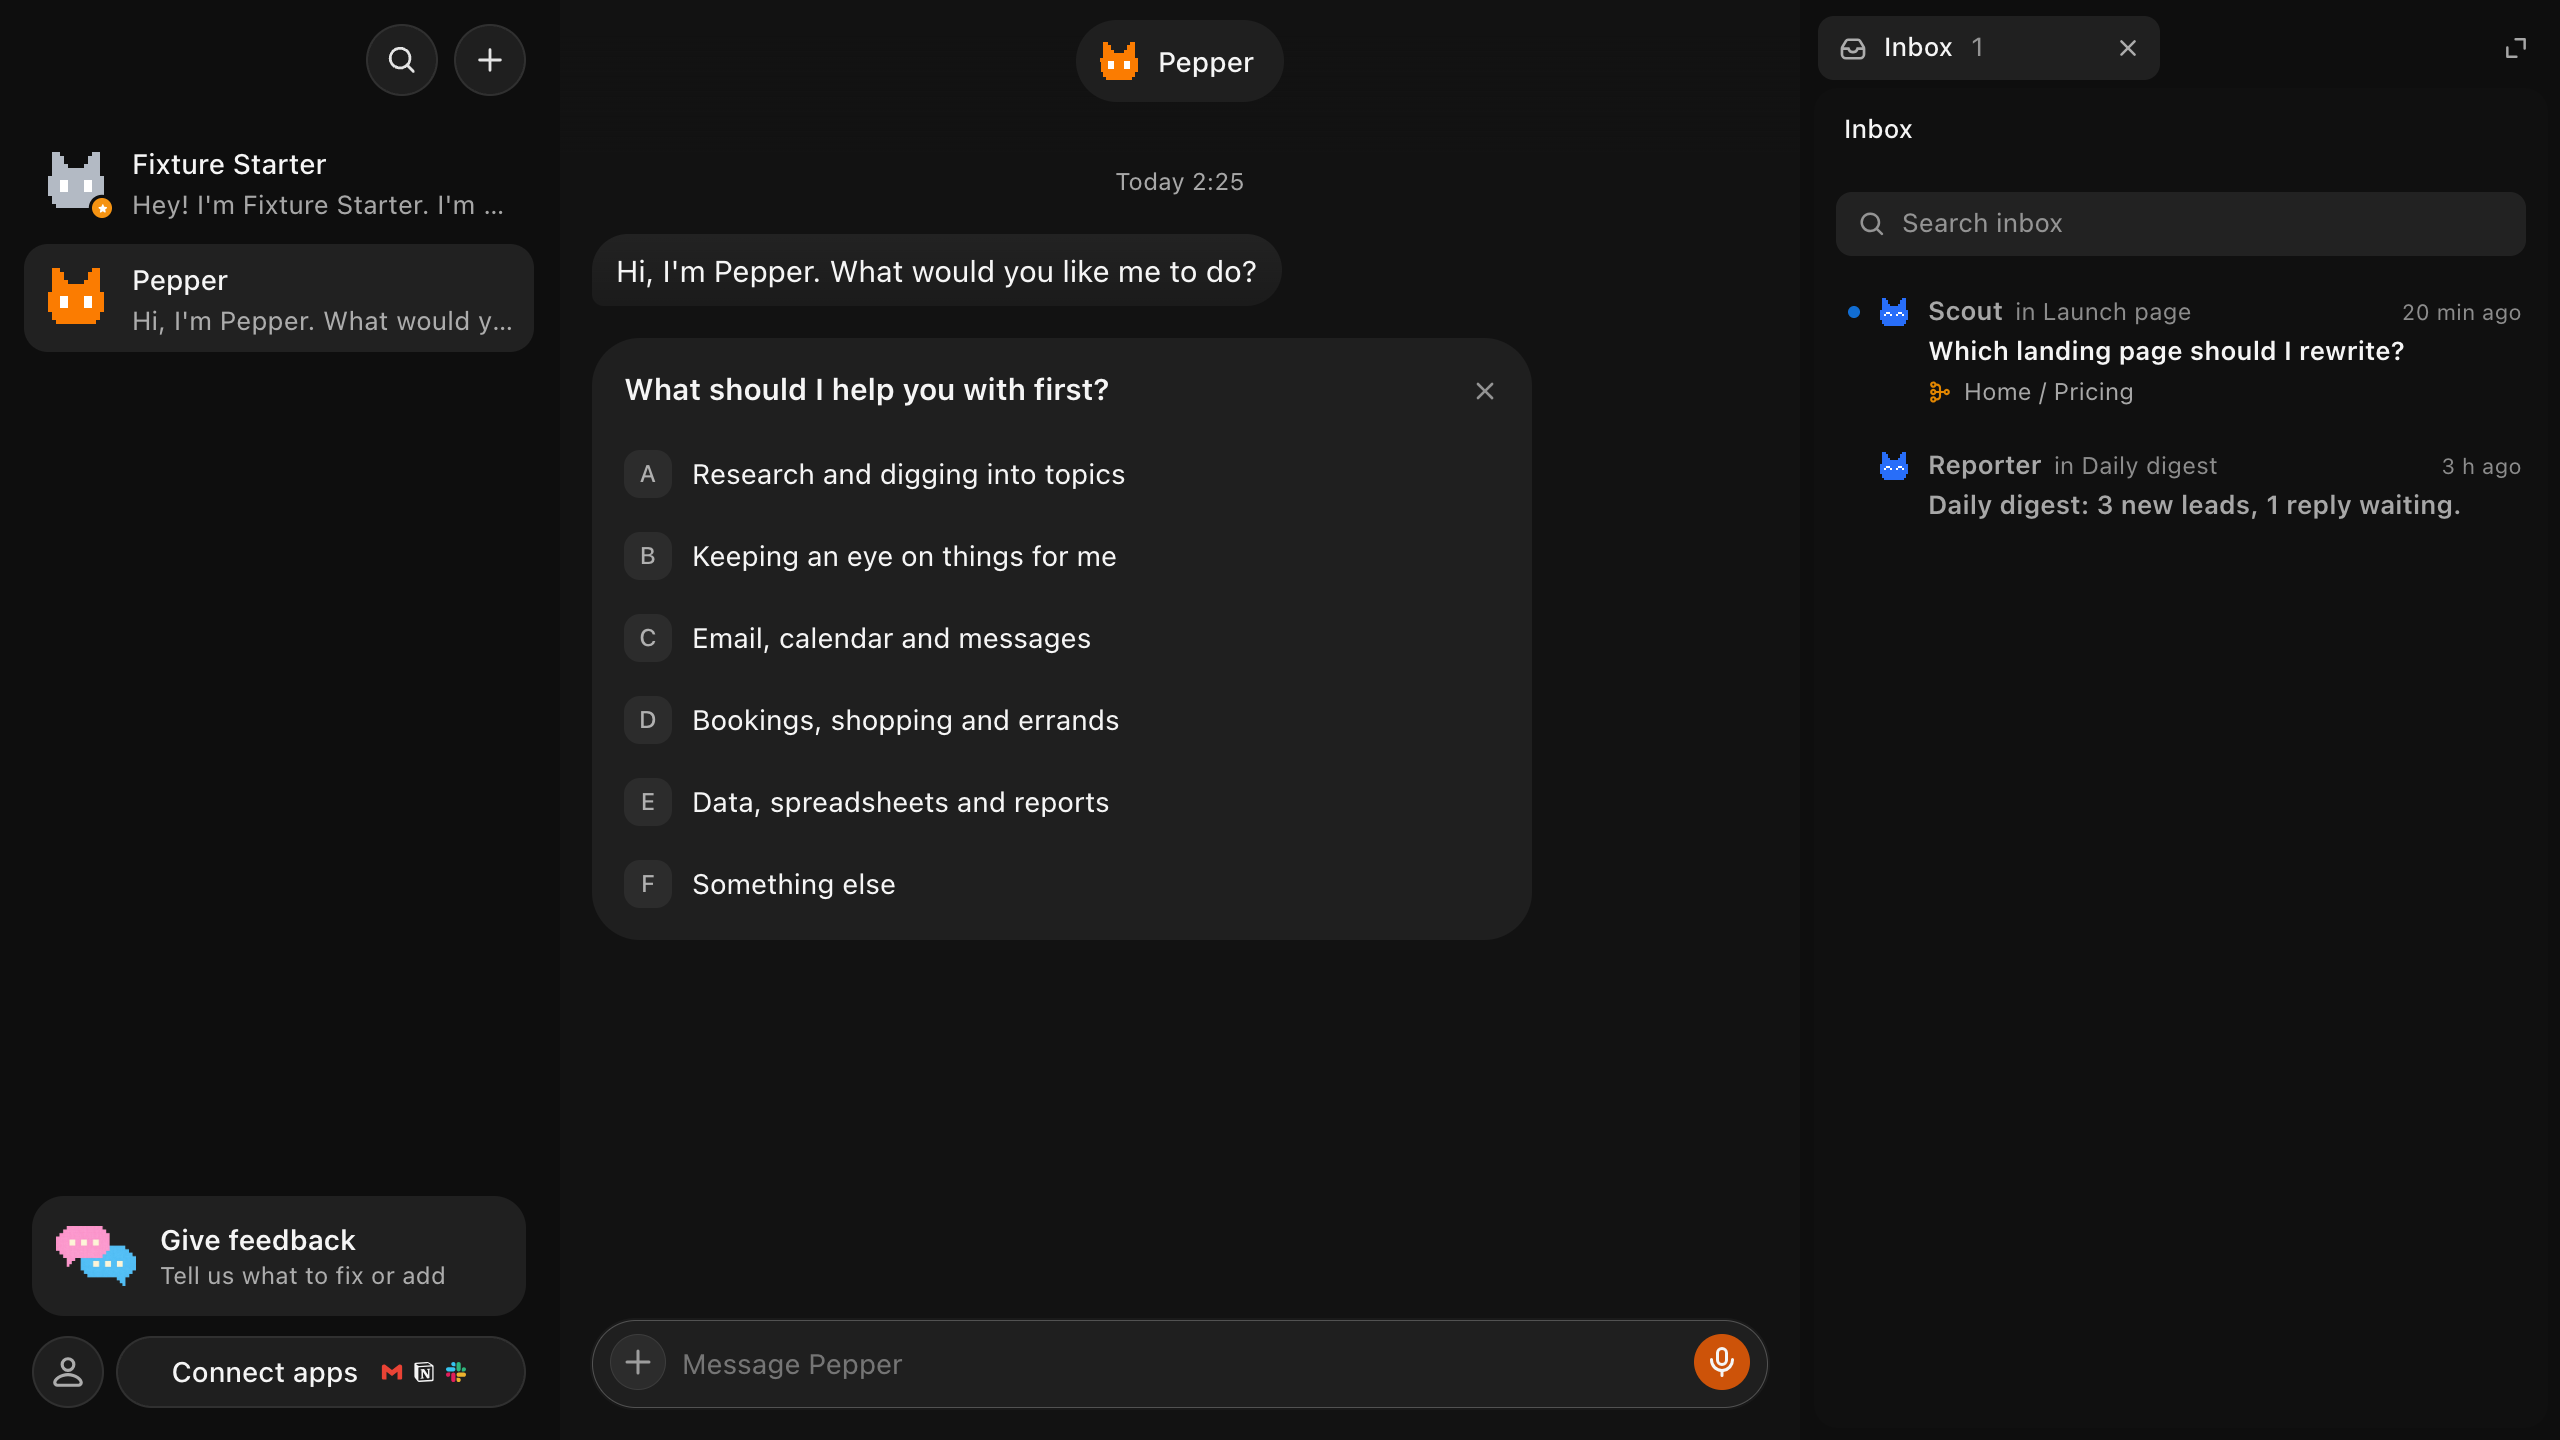 Fixture Starter
Hey! I'm Fixture Starter. I'm ...
Pepper
Hi, I'm Pepper. What would y...
Give feedback
Tell us what to fix or add
Connect apps
Pepper
Today 2:25
Hi, I'm Pepper. What would you like me to do?
What should I help you with first?
A Research and digging into topics
B Keeping an eye on things for me
C Email, calendar and messages
D Bookings, shopping and errands
E Data, spreadsheets and reports
F Something else
Message Pepper
Inbox 1
Inbox
Search inbox
Scout in Launch page 20 min ago
Which landing page should I rewrite?
Home / Pricing
Reporter in Daily digest 3 h ago
Daily digest: 3 new leads, 1 reply waiting.